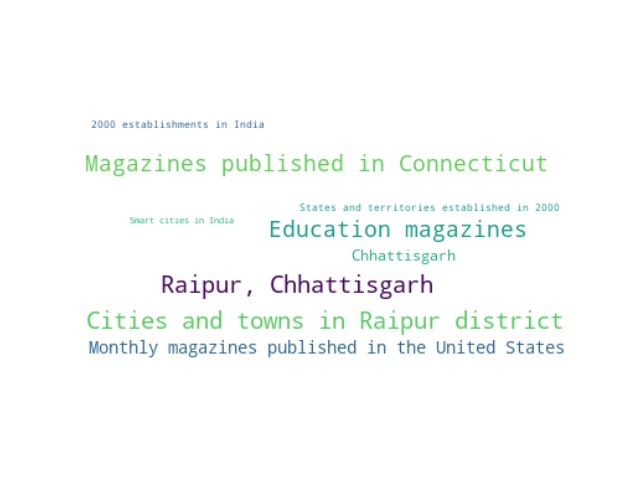 2000 establishments in India
Magazines published in Connecticut
States and territories established in 2000
Smart cities in India
Education magazines
Chhattisgarh
Raipur, Chhattisgarh
Cities and towns in Raipur district
Monthly magazines published in the United States